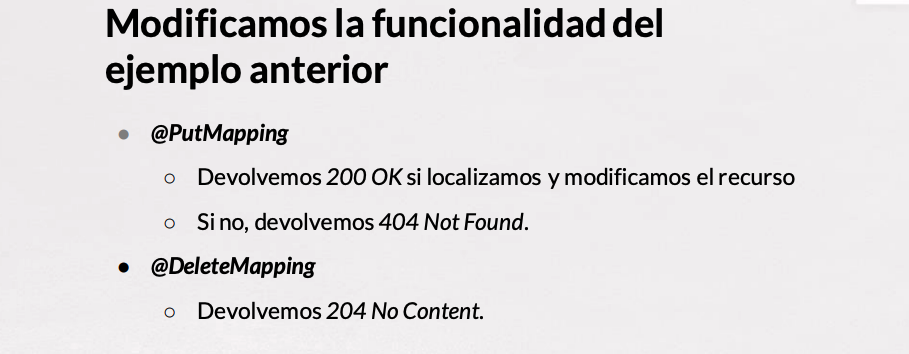 Modificamos la funcionalidad del
ejemplo anterior
● @PutMapping
○ Devolvemos 200 OK si localizamos y modificamos el recurso
○ Si no, devolvemos 404 Not Found.
● @DeleteMapping
○ Devolvemos 204 No Content.